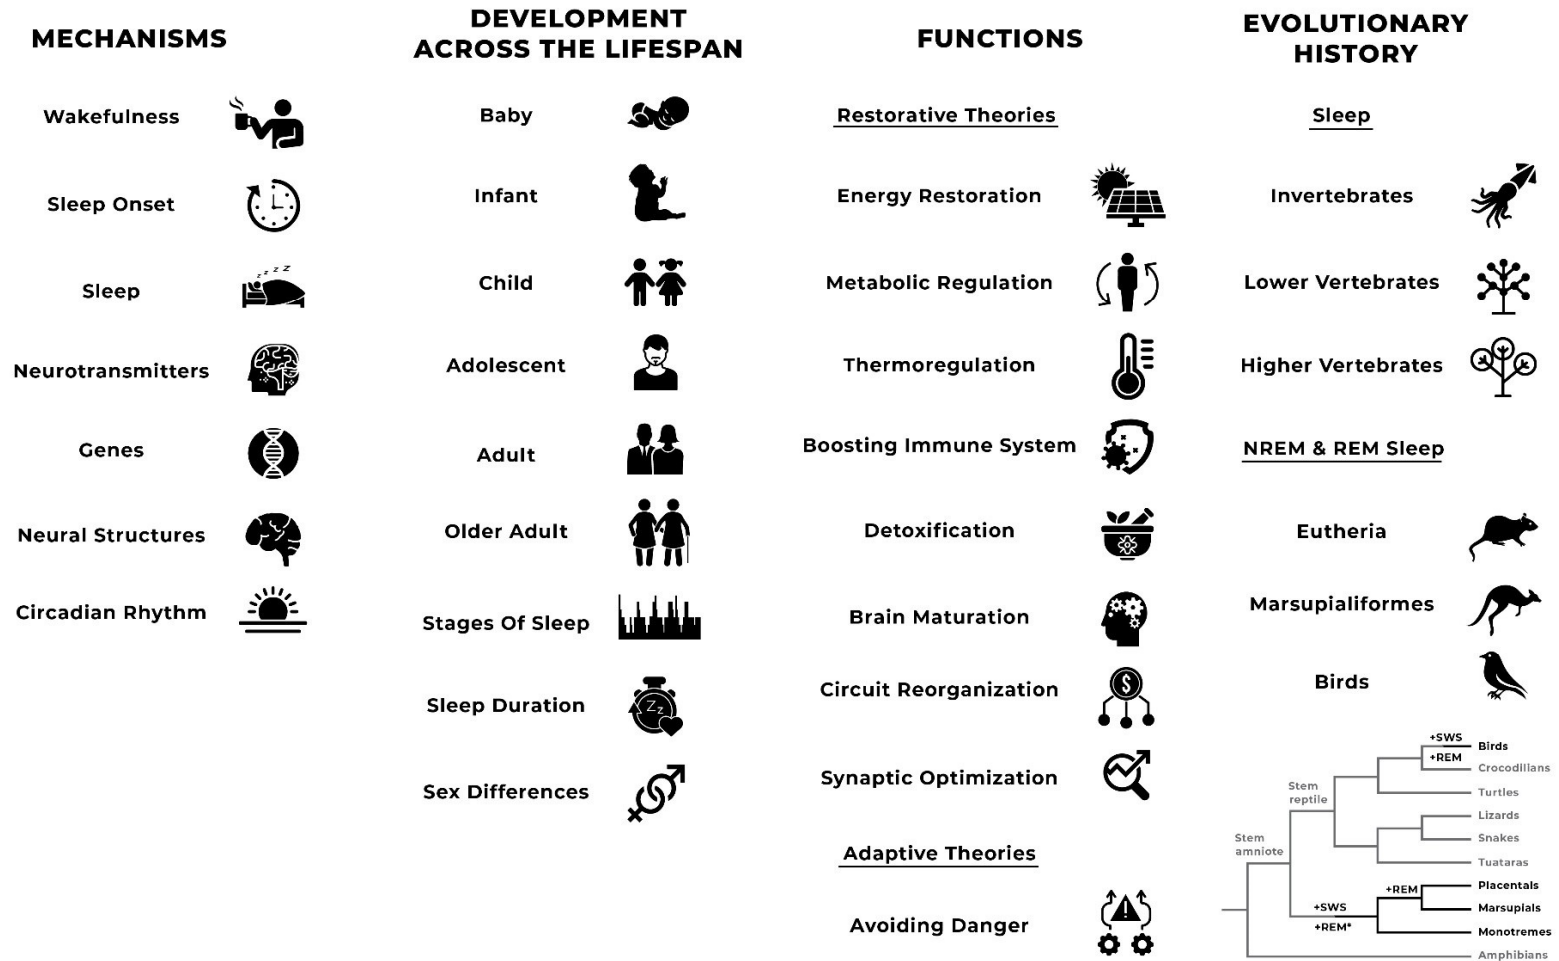 MECHANISMS
Wakefulness
Sleep Onset
z z z z
Sleep
Neurotransmitters
Genes
Neural Structures
Circadian Rhythm
DEVELOPMENT
ACROSS THE LIFESPAN
Baby
Infant
Child
Adolescent
Adult
Older Adult
Stages Of Sleep
Sleep Duration
Zz
Sex Differences
FUNCTIONS
Restorative Theories
Energy Restoration
Metabolic Regulation
Thermoregulation
Boosting Immune System
Detoxification
Brain Maturation
Circuit Reorganization
$
Synaptic Optimization
Adaptive Theories
Avoiding Danger
!
EVOLUTIONARY
HISTORY
Sleep
Invertebrates
Lower Vertebrates
Higher Vertebrates
NREM & REM Sleep
Eutheria
Marsupialiformes
Birds
+SWS
Birds
+REM
Crocodilians
Stem
reptile
Turtles
Lizards
Stem
amniote
Snakes
Tuataras
+REM
Placentals
+SWS
Marsupials
+REM*
Monotremes
Amphibians